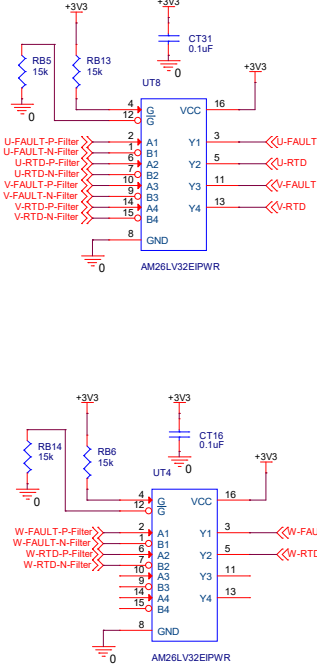 +3V3
+3V3
CT31
0.1uF
RB5
15k
RB13
15k
0
+3V3
UT8
0
4
G
VCC
16
12
G
U-FAULT-P-Filter
2
A1
Y1
3
U-FAULT
U-FAULT-N-Filter
1
B1
U-RTD-P-Filter
6
A2
Y2
5
U-RTD
U-RTD-N-Filter
7
B2
V-FAULT-P-Filter
10
A3
Y3
11
V-FAULT
V-FAULT-N-Filter
9
B3
V-RTD-P-Filter
14
A4
Y4
13
V-RTD
V-RTD-N-Filter
15
B4
8
GND
0
AM26LV32EIPWR
+3V3
+3V3
CT16
0.1uF
RB14
15k
RB6
15k
0
+3V3
UT4
0
4
G
VCC
16
12
G
W-FAULT-P-Filter
2
A1
Y1
3
W-FAU
W-FAULT-N-Filter
1
B1
W-RTD-P-Filter
6
A2
Y2
5
W-RTD
W-RTD-N-Filter
7
B2
10
A3
Y3
11
9
B3
14
A4
Y4
13
15
B4
8
GND
0
AM26LV32EIPWR